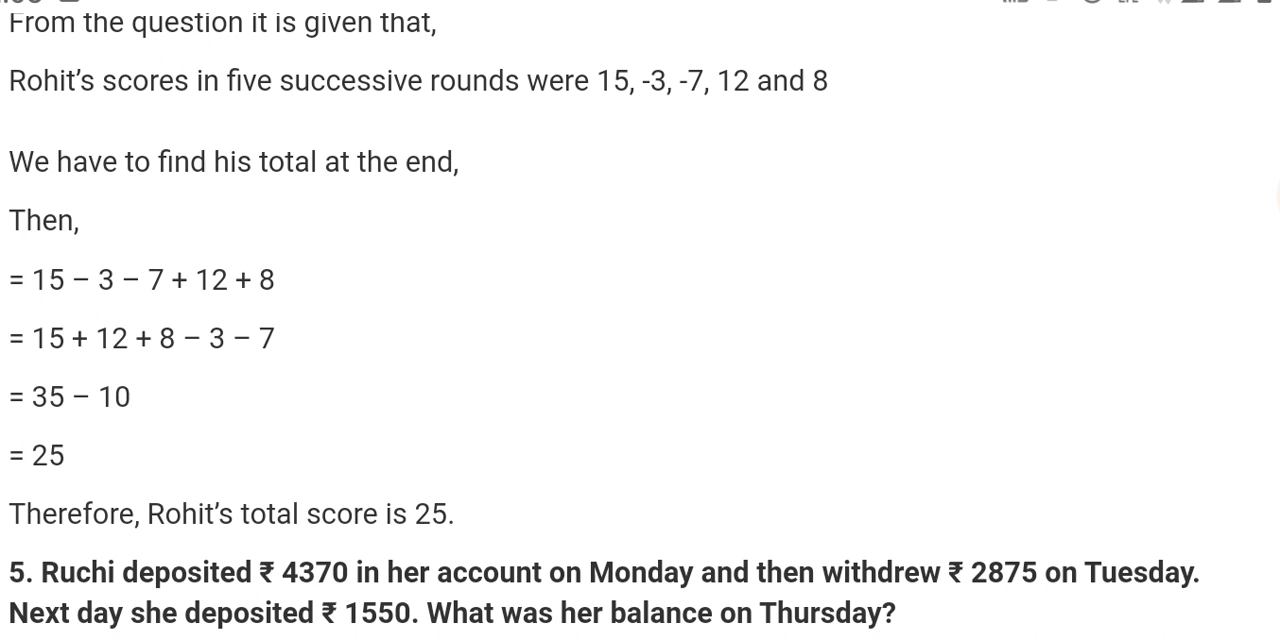 From the question it is given that,
Rohit’s scores in five successive rounds were 15, -3, -7, 12 and 8
We have to find his total at the end,
Then,
= 15 – 3 – 7 + 12 + 8
= 15 + 12 + 8 – 3 – 7
= 35 – 10
= 25
Therefore, Rohit’s total score is 25.
5. Ruchi deposited ₹ 4370 in her account on Monday and then withdrew ₹ 2875 on Tuesday.
Next day she deposited ₹ 1550. What was her balance on Thursday?